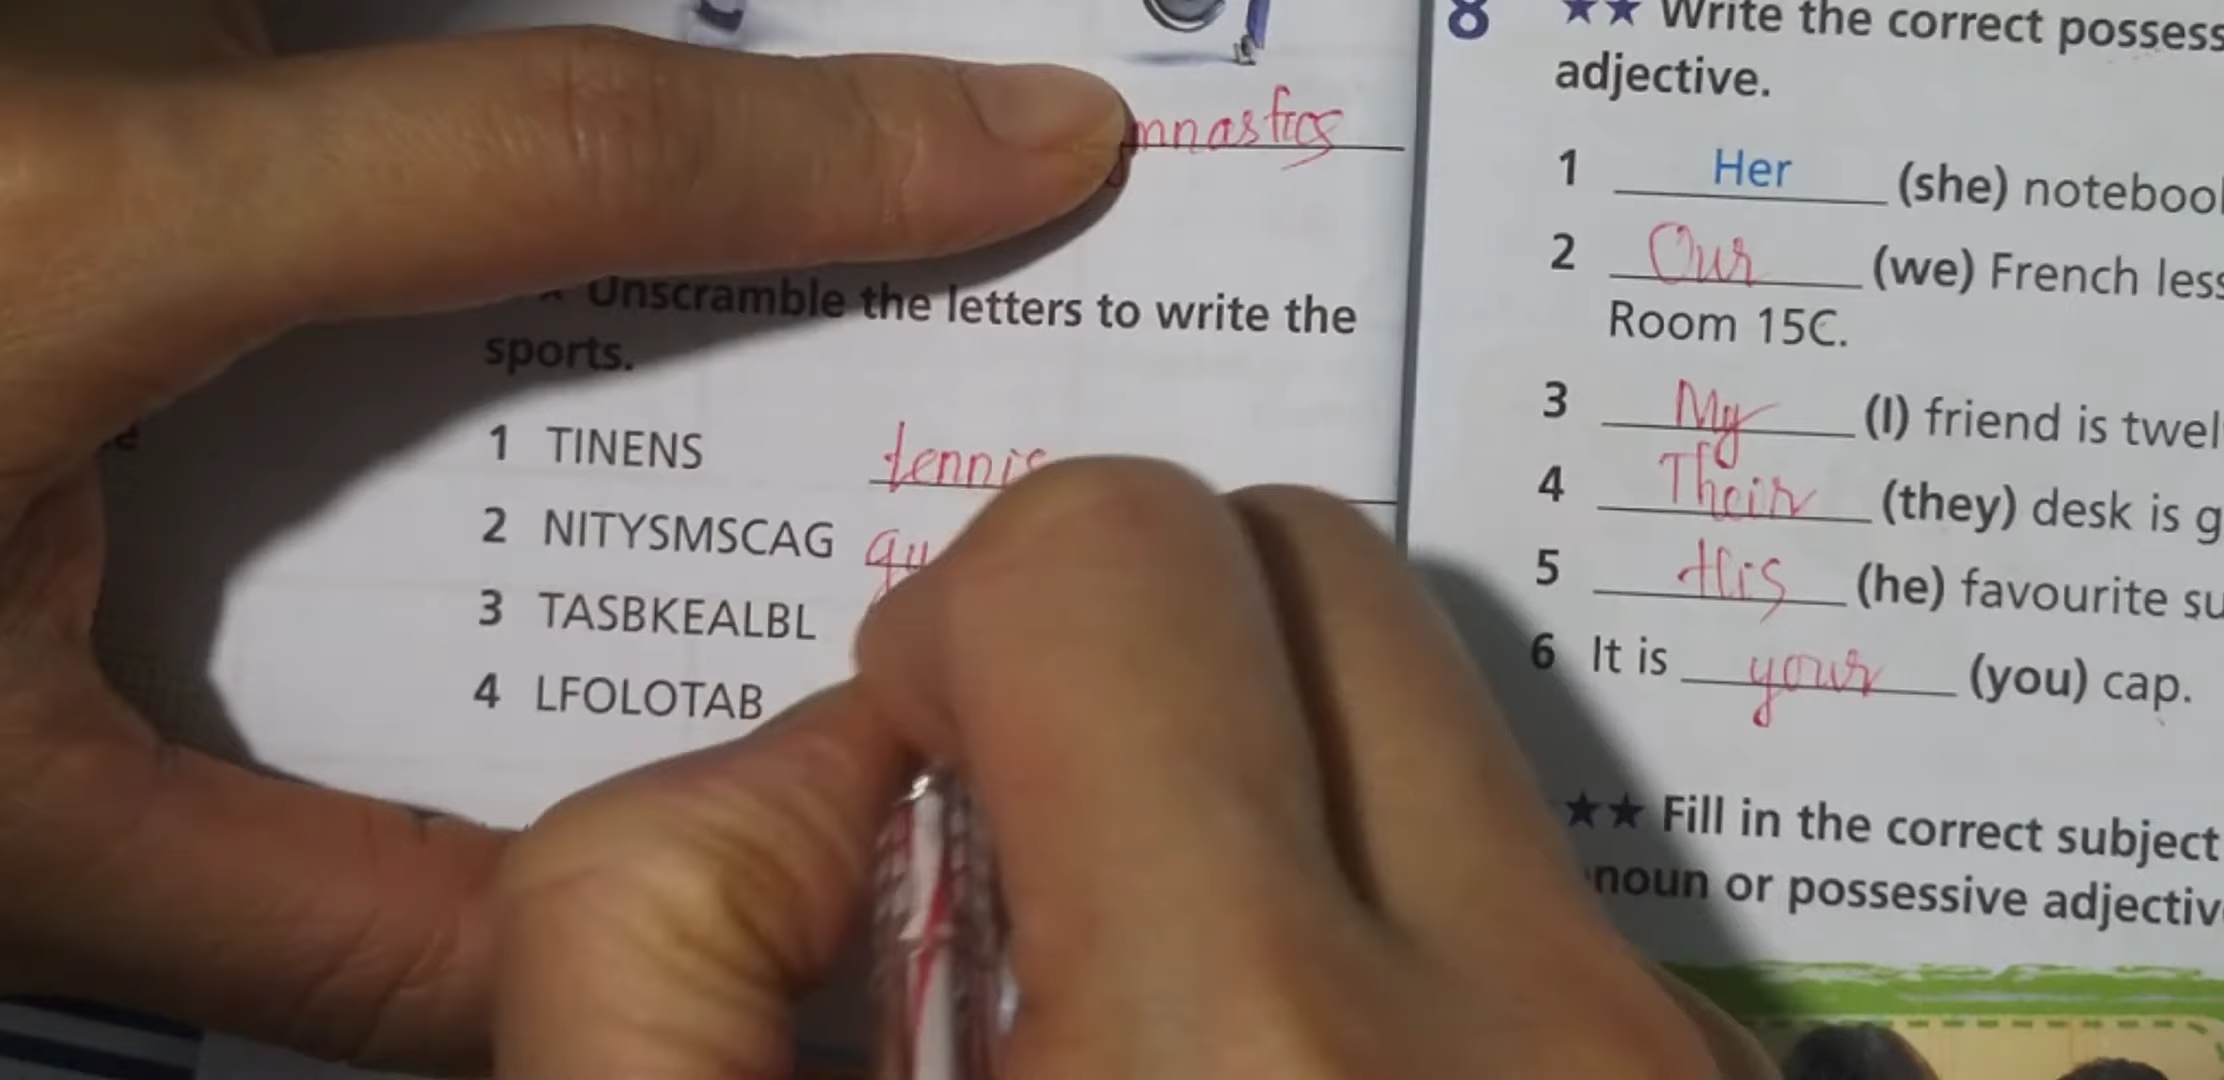 mnastics
Unscramble the letters to write the
sports.
1 TINENS tennis
2 NITYSMSCAG gy
3 TASBKEALBL
4 LFOLOTAB
8 ★★ Write the correct possess
adjective.
1 Her (she) noteboo
2 Our (we) French less
Room 15C.
3 My (I) friend is twel
4 Their (they) desk is g
5 His (he) favourite su
6 It is your (you) cap.
★★ Fill in the correct subject
noun or possessive adjectiv